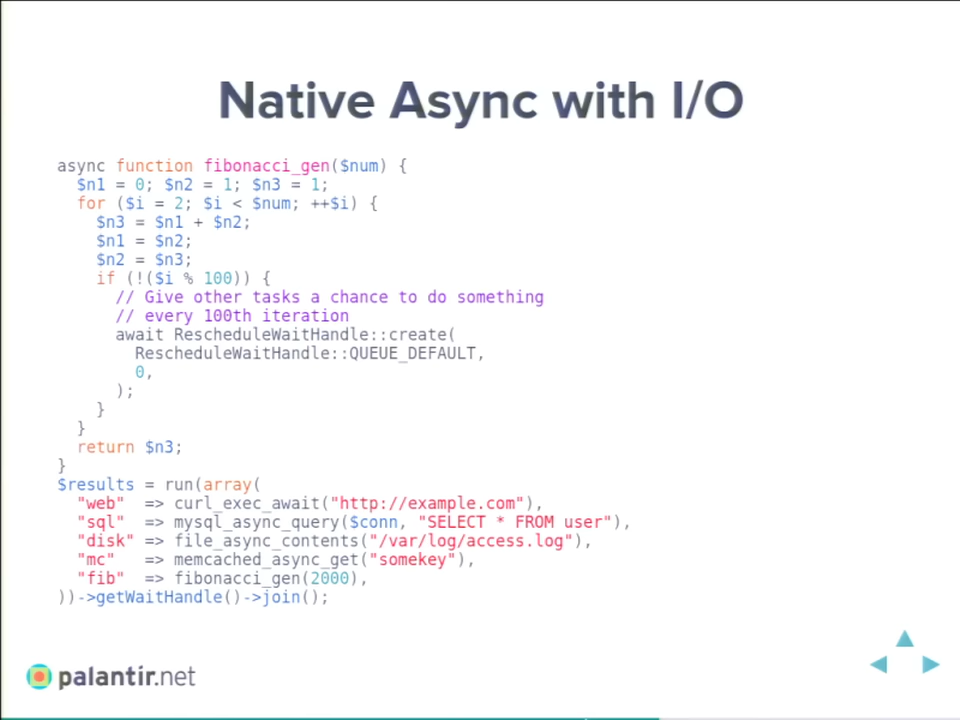 Native Async with I/O
async function fibonacci_gen($num) {
  $n1 = 0; $n2 = 1; $n3 = 1;
  for ($i = 2; $i < $num; ++$i) {
    $n3 = $n1 + $n2;
    $n1 = $n2;
    $n2 = $n3;
    if (!($i % 100)) {
      // Give other tasks a chance to do something
      // every 100th iteration
      await RescheduleWaitHandle::create(
        RescheduleWaitHandle::QUEUE_DEFAULT,
        0,
      );
    }
  }
  return $n3;
}
$results = run(array(
  "web"  => curl_exec_await("http://example.com"),
  "sql"  => mysql_async_query($conn, "SELECT * FROM user"),
  "disk" => file_async_contents("/var/log/access.log"),
  "mc"   => memcached_async_get("somekey"),
  "fib"  => fibonacci_gen(2000),
))->getWaitHandle()->join();
palantir.net